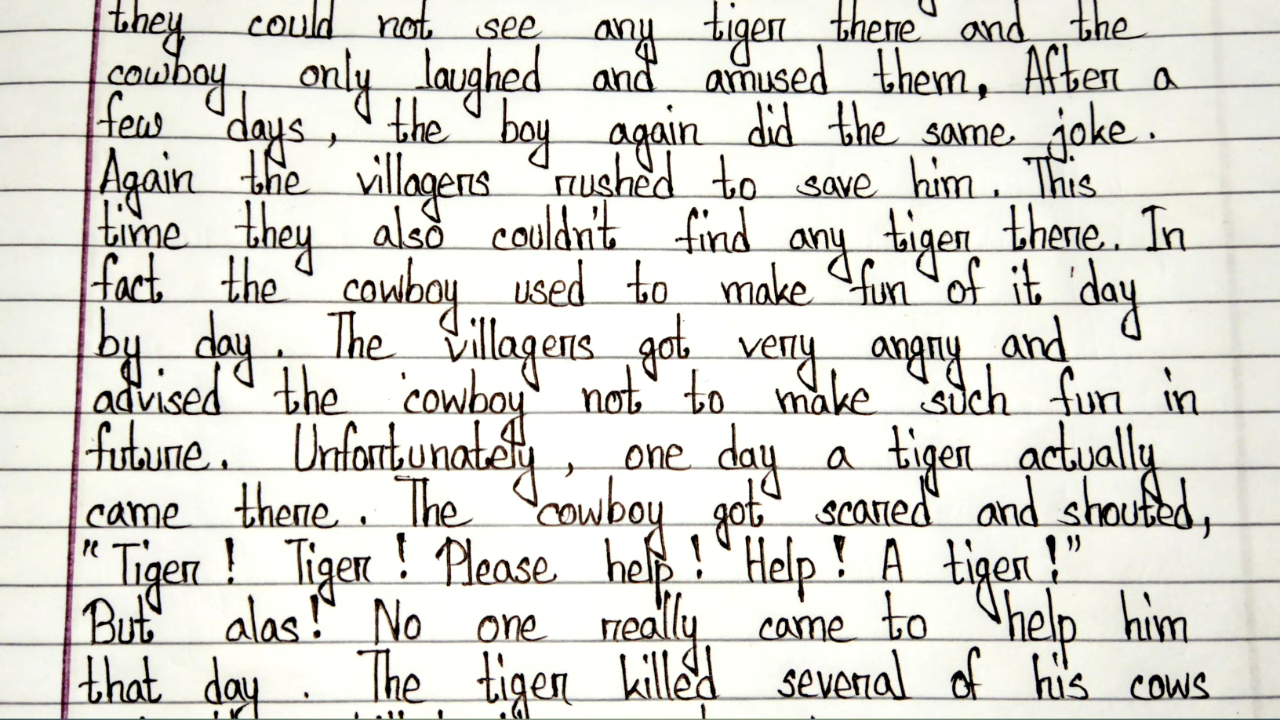 they could not see any tiger there and the
cowboy only laughed and amused them. After a
few days, the boy again did the same joke.
Again the villagers rushed to save him. This
time they also couldn't find any tiger there. In
fact the cowboy used to make fun of it day
by day. The villagers got very angry and
advised the cowboy not to make such fun in
future. Unfortunately, one day a tiger actually
came there. The cowboy got scared and shouted,
"Tiger! Tiger! Please help! Help! A tiger!"
But alas! No one really came to help him
that day. The tiger killed several of his cows